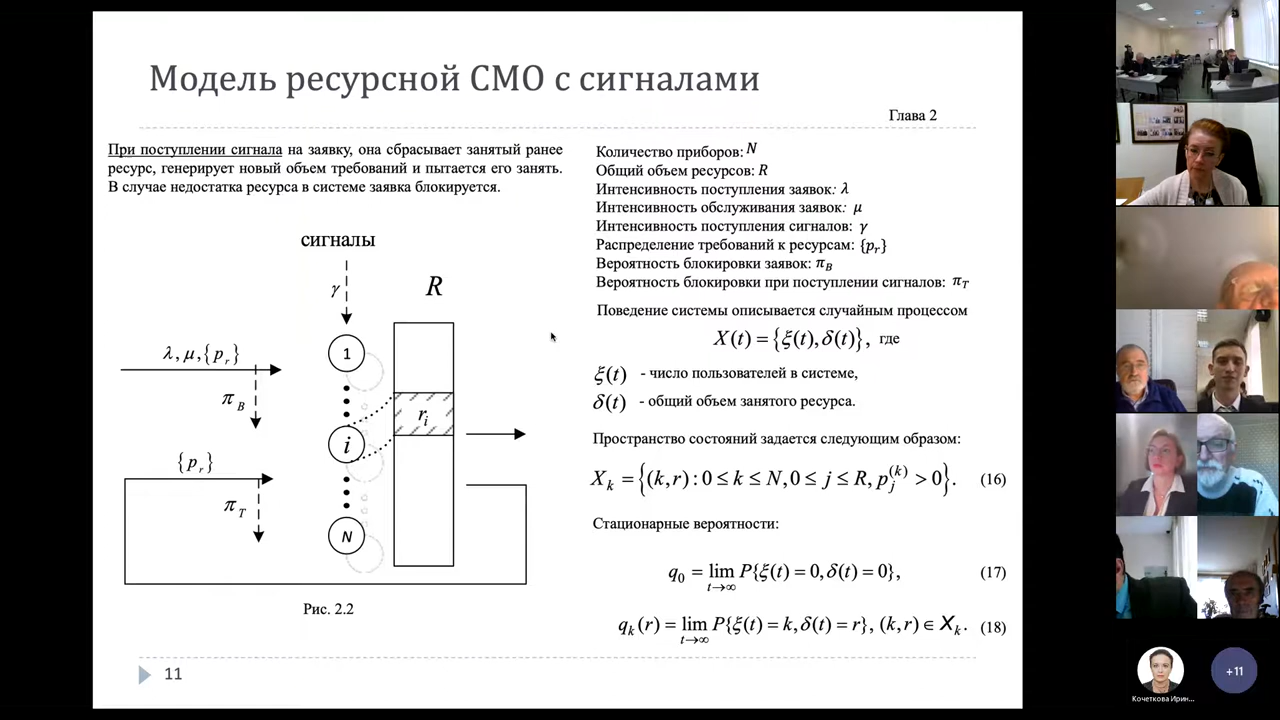 Модель ресурсной СМО с сигналами
Глава 2
При поступлении сигнала на заявку, она сбрасывает занятый ранее
ресурс, генерирует новый объем требований и пытается его занять.
В случае недостатка ресурса в системе заявка блокируется.
сигналы
γ
R
λ, μ, {p_r}
π_B
{p_r}
π_T
1
i
N
r_i
Рис. 2.2
Количество приборов: N
Общий объем ресурсов: R
Интенсивность поступления заявок: λ
Интенсивность обслуживания заявок: μ
Интенсивность поступления сигналов: γ
Распределение требований к ресурсам: {p_r}
Вероятность блокировки заявок: π_B
Вероятность блокировки при поступлении сигналов: π_T
Поведение системы описывается случайным процессом
X(t) = {ξ(t), δ(t)}, где
ξ(t) - число пользователей в системе,
δ(t) - общий объем занятого ресурса.
Пространство состояний задается следующим образом:
X_k = {(k, r) : 0 ≤ k ≤ N, 0 ≤ j ≤ R, p_j^(k) > 0}. (16)
Стационарные вероятности:
q_0 = lim_{t→∞} P{ξ(t) = 0, δ(t) = 0}, (17)
q_k(r) = lim_{t→∞} P{ξ(t) = k, δ(t) = r}, (k, r) ∈ X_k. (18)
11
Кочеткова Ирин...
+11